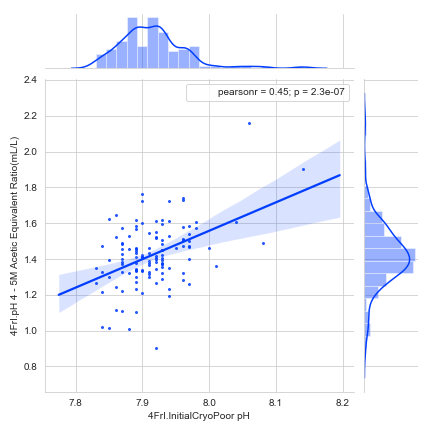 pearsonr = 0.45; p = 2.3e-07
2.4
2.2
2.0
1.8
1.6
1.4
1.2
1.0
0.8
4FrI.pH 4 - 5M Acetic Equivalent Ratio(mL/L)
7.8 7.9 8.0 8.1 8.2
4FrI.InitialCryoPoor pH